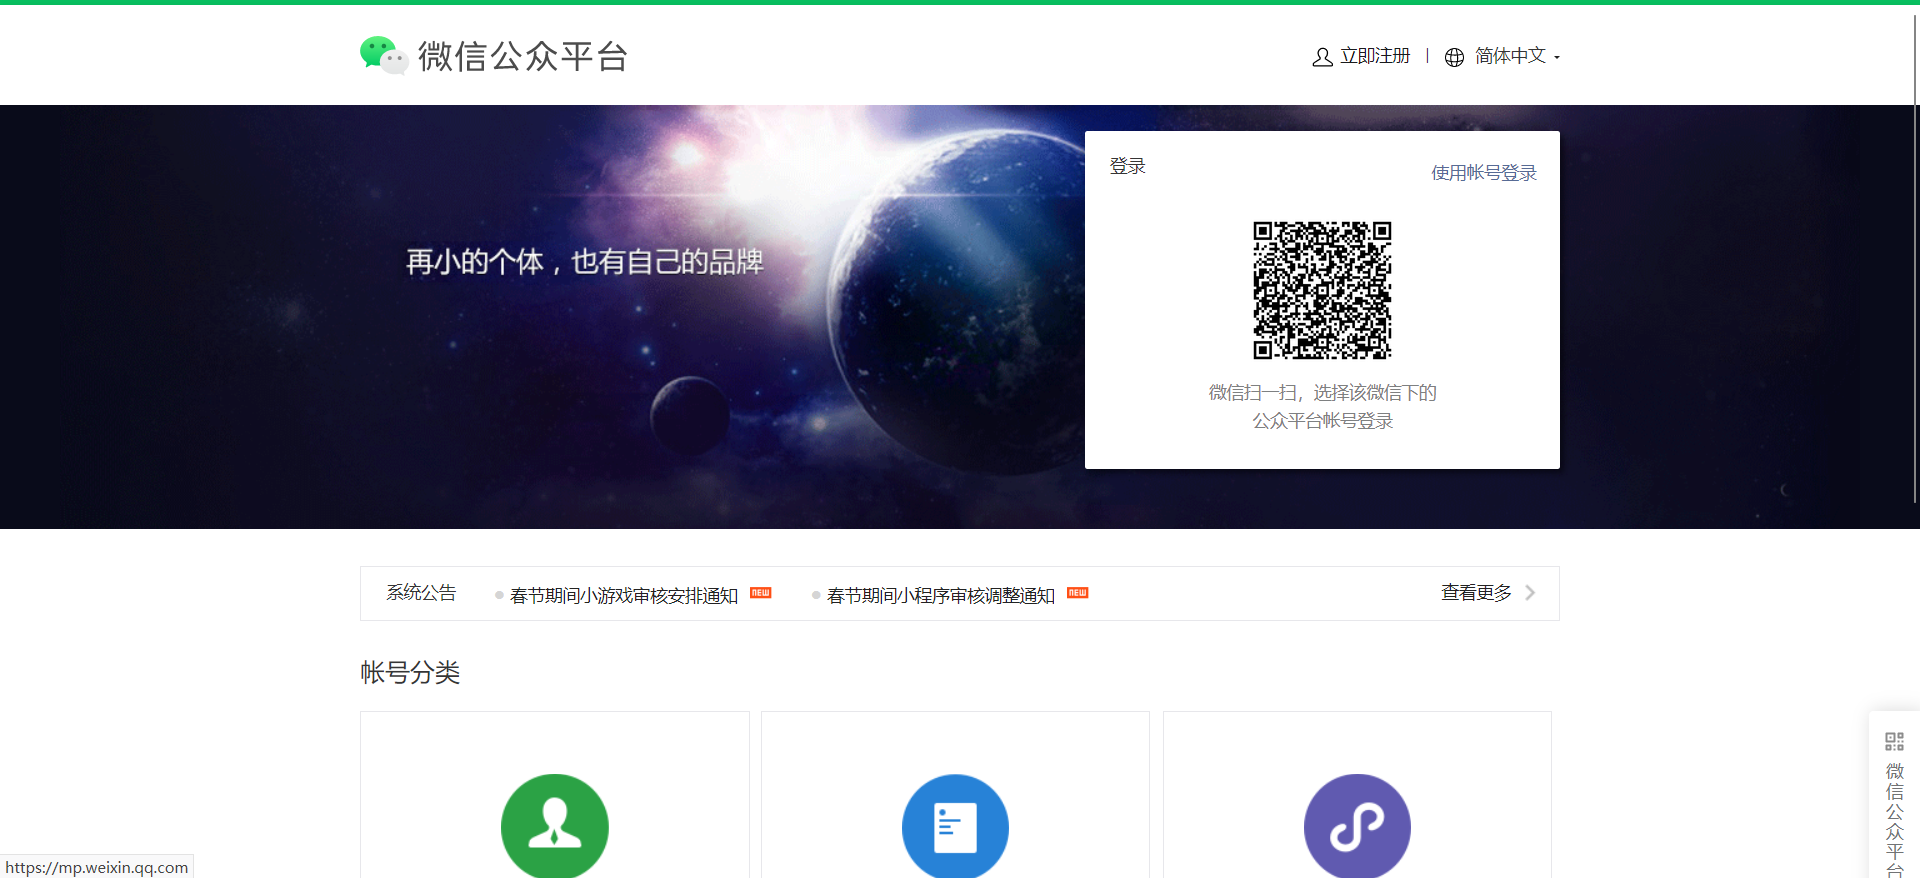 微信公众平台
立即注册
简体中文
登录
使用帐号登录
再小的个体，也有自己的品牌
微信扫一扫，选择该微信下的
公众平台帐号登录
系统公告
春节期间小游戏审核安排通知 NEW
春节期间小程序审核调整通知 NEW
查看更多
帐号分类
微信公众平台
https://mp.weixin.qq.com